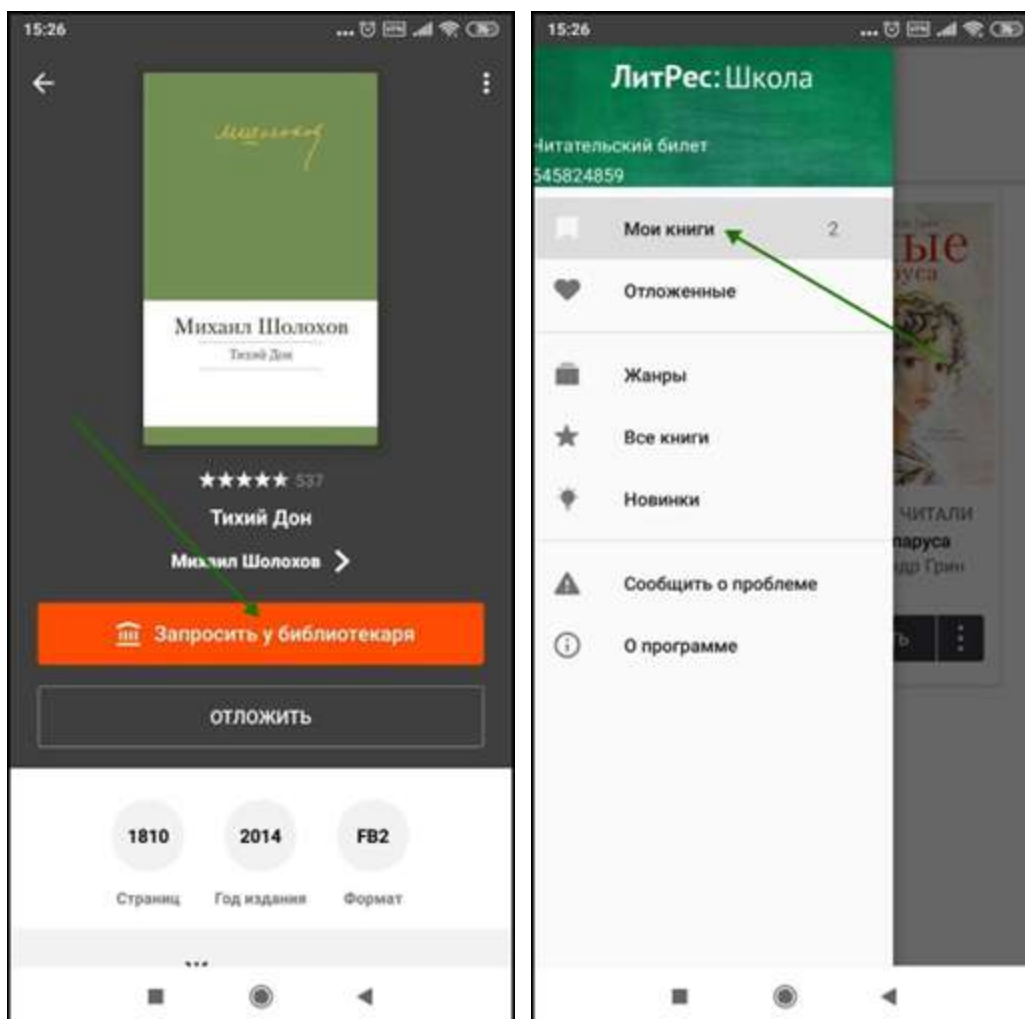 15:26
Михаил Шолохов
Тихий Дон
537
Тихий Дон
Михаил Шолохов
Запросить у библиотекаря
ОТЛОЖИТЬ
1810
2014
FB2
Страниц
Год издания
Формат
15:26
ЛитРес: Школа
Читательский билет
545824859
Мои книги
2
Отложенные
Жанры
Все книги
Новинки
Сообщить о проблеме
О программе
ЧИТАЛИ
паруса
др Грин